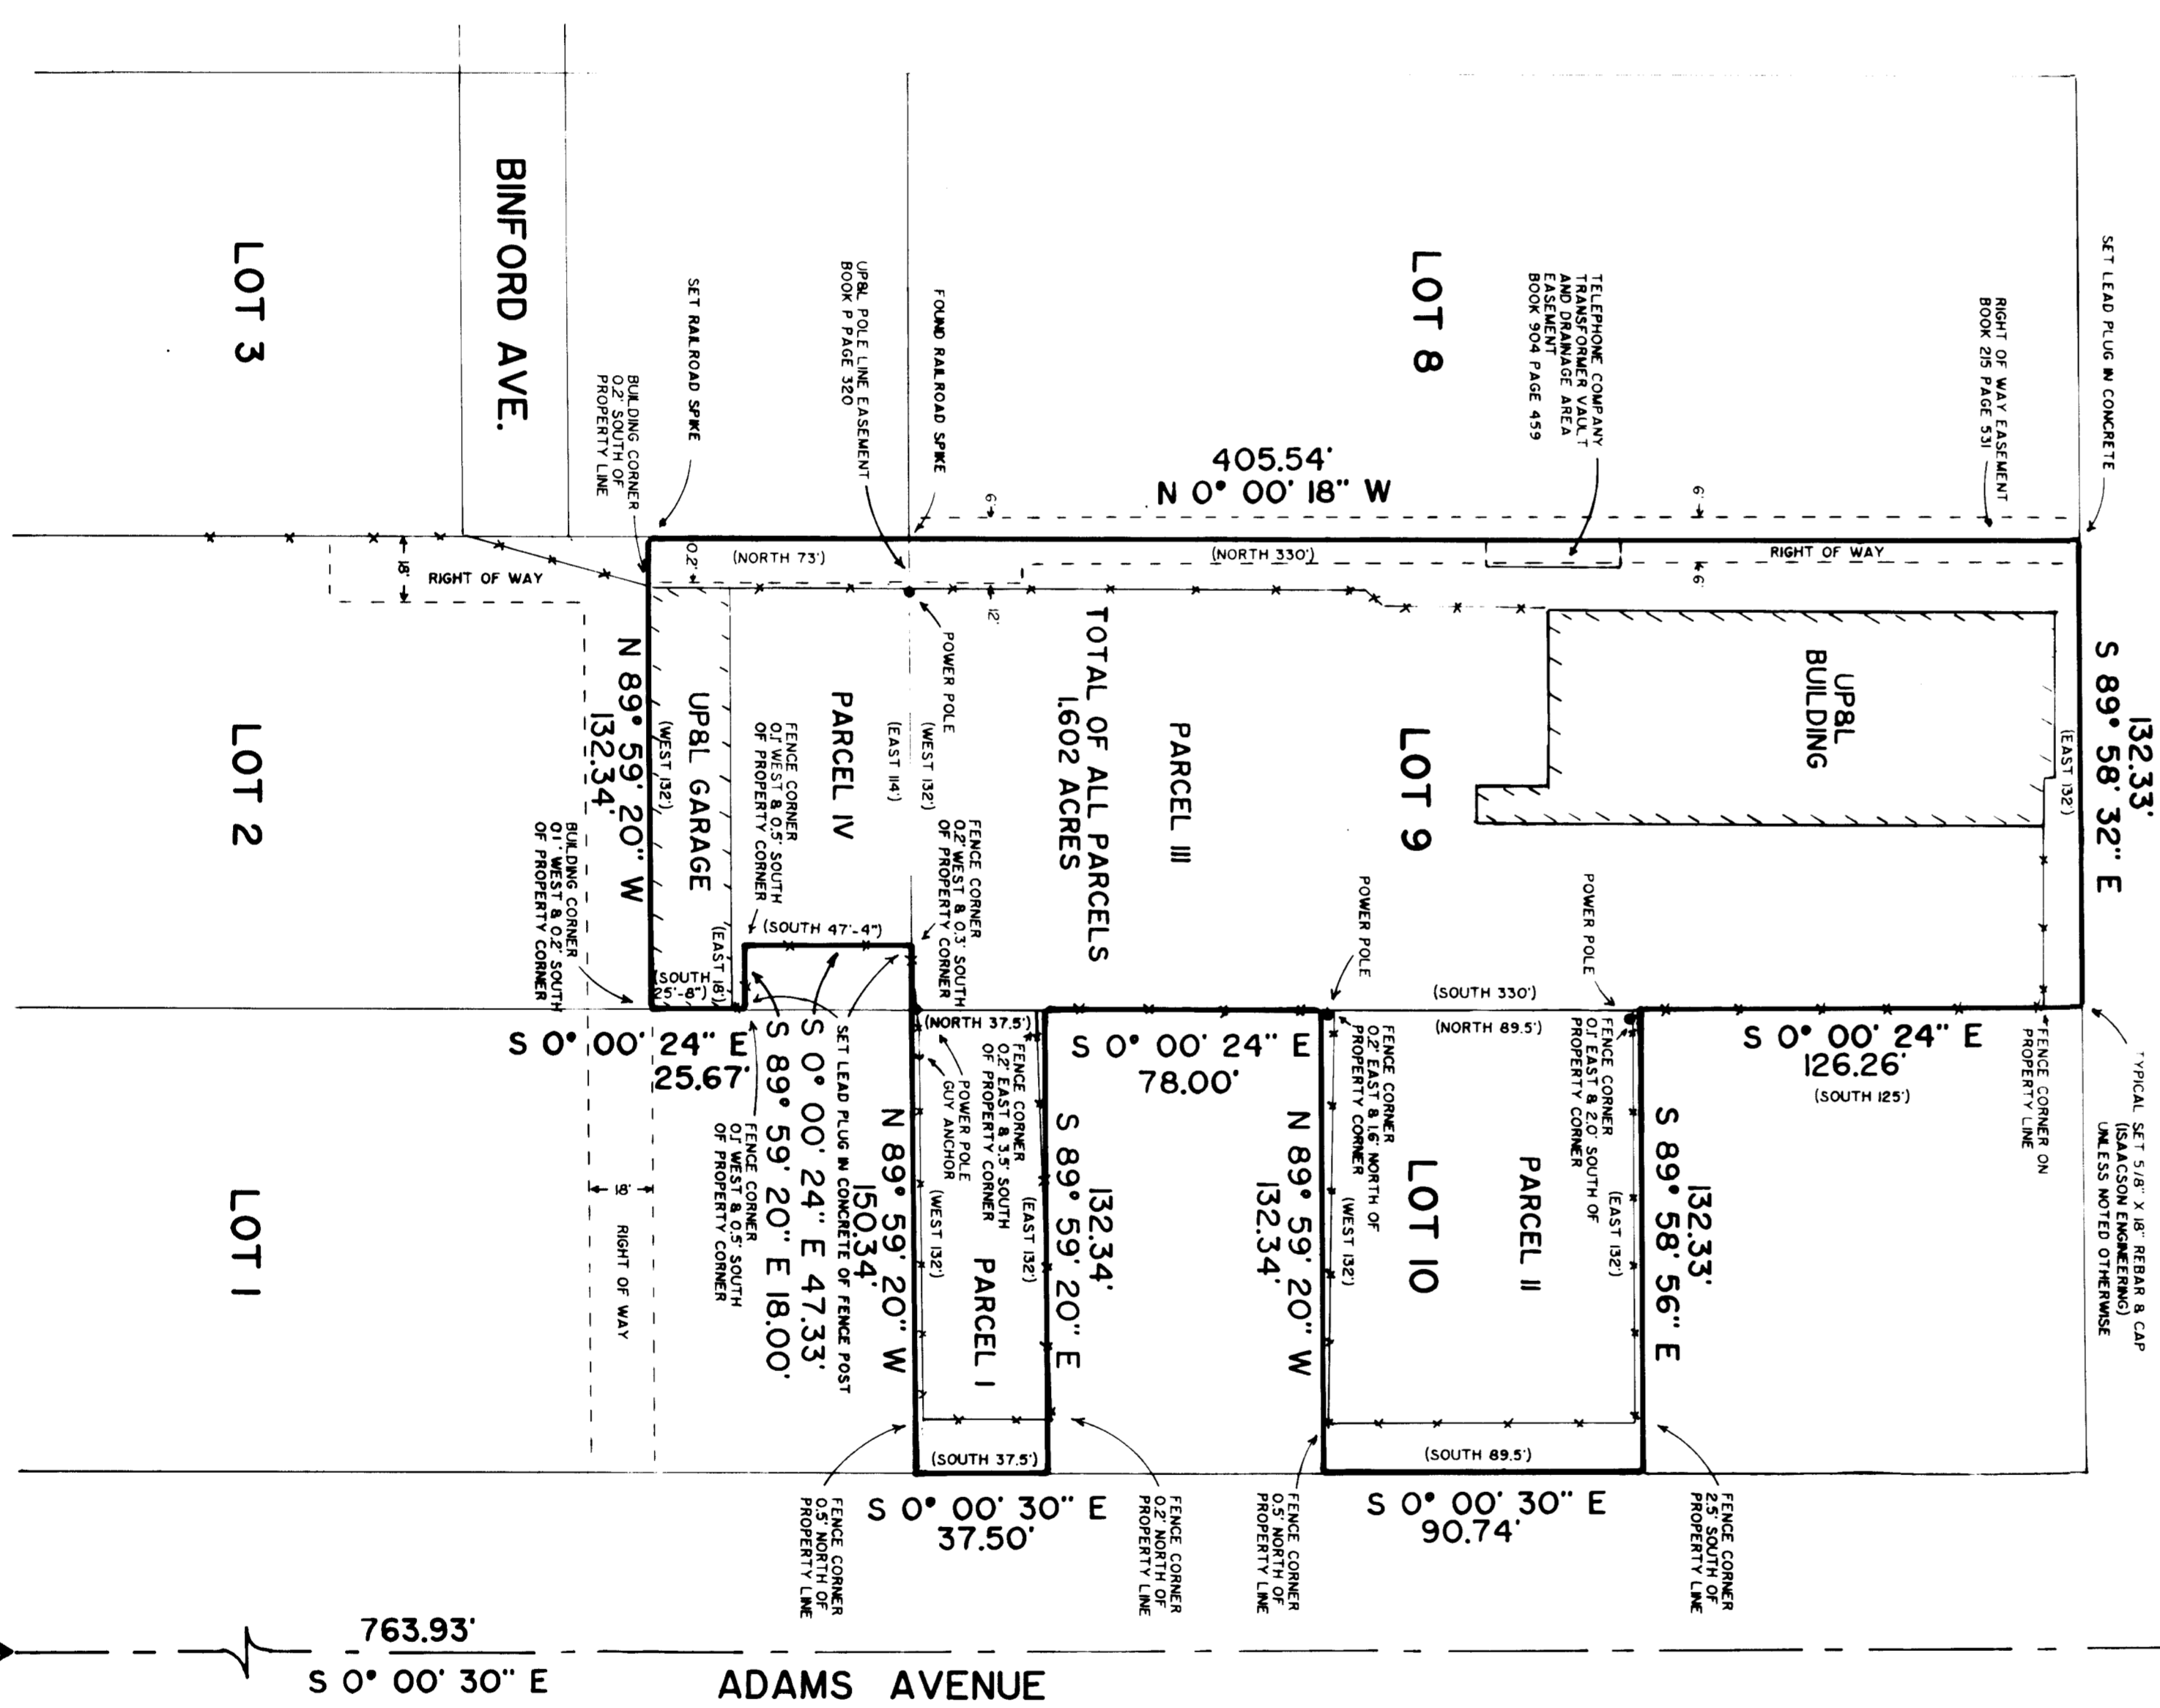 BINFORD AVE.
LOT 3
LOT 8
SET LEAD PLUG IN CONCRETE
RIGHT OF WAY EASEMENT
BOOK 215 PAGE 531
TELEPHONE COMPANY
TRANSFORMER VAULT
AND DRAINAGE AREA
EASEMENT
BOOK 904 PAGE 459
FOUND RAILROAD SPIKE
UP&L POLE LINE EASEMENT
BOOK P PAGE 320
SET RAILROAD SPIKE
BUILDING CORNER
0.2' SOUTH OF
PROPERTY LINE
405.54'
N 0° 00' 18" W
6'
6'
(NORTH 73')
(NORTH 330')
RIGHT OF WAY
0.2'
18'
RIGHT OF WAY
12'
6'
LOT 2
N 89° 59' 20" W
132.34'
(WEST 132')
UP&L GARAGE
PARCEL IV
FENCE CORNER
0.1' WEST & 0.5' SOUTH
OF PROPERTY CORNER
(EAST 114')
(WEST 132')
POWER POLE
TOTAL OF ALL PARCELS
1.602 ACRES
PARCEL III
LOT 9
UP&L
BUILDING
(EAST 132')
132.33'
S 89° 58' 32" E
BUILDING CORNER
0.1' WEST & 0.2' SOUTH
OF PROPERTY CORNER
FENCE CORNER
0.2' WEST & 0.3' SOUTH
OF PROPERTY CORNER
POWER POLE
POWER POLE
(SOUTH 47'-4")
(EAST 18')
(SOUTH
25'-8")
(SOUTH 330')
S 0° 00' 24" E
25.67'
(NORTH 37.5')
S 0° 00' 24" E
78.00'
(NORTH 89.5')
S 0° 00' 24" E
126.26'
(SOUTH 125')
FENCE CORNER ON
PROPERTY LINE
TYPICAL SET 5/8" X 18" REBAR & CAP
(ISAACSON ENGINEERING)
UNLESS NOTED OTHERWISE
LOT 1
18'
RIGHT OF WAY
FENCE CORNER
0.1' WEST & 0.5' SOUTH
OF PROPERTY CORNER
S 89° 59' 20" E 18.00'
S 0° 00' 24" E 47.33'
SET LEAD PLUG IN CONCRETE OF FENCE POST
N 89° 59' 20" W
150.34'
(WEST 132')
POWER POLE
GUY ANCHOR
FENCE CORNER
0.2' EAST & 3.5' SOUTH
OF PROPERTY CORNER
PARCEL I
(EAST 132')
132.34'
S 89° 59' 20" E
N 89° 59' 20" W
132.34'
(WEST 132')
FENCE CORNER
0.2' EAST & 1.6' NORTH OF
PROPERTY CORNER
LOT 10
PARCEL II
FENCE CORNER
0.1' EAST & 2.0' SOUTH OF
PROPERTY CORNER
(EAST 132')
132.33'
S 89° 58' 56" E
(SOUTH 37.5')
(SOUTH 89.5')
S 0° 00' 30" E
37.50'
S 0° 00' 30" E
90.74'
FENCE CORNER
0.5' NORTH OF
PROPERTY LINE
FENCE CORNER
0.2' NORTH OF
PROPERTY LINE
FENCE CORNER
0.5' NORTH OF
PROPERTY LINE
FENCE CORNER
2.5' SOUTH OF
PROPERTY LINE
763.93'
S 0° 00' 30" E
ADAMS AVENUE